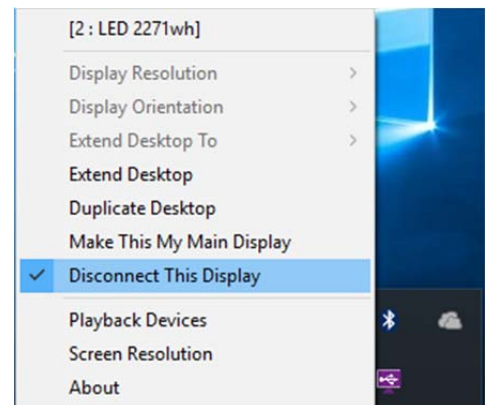 [2 : LED 2271wh]
Display Resolution
Display Orientation
Extend Desktop To
Extend Desktop
Duplicate Desktop
Make This My Main Display
Disconnect This Display
Playback Devices
Screen Resolution
About